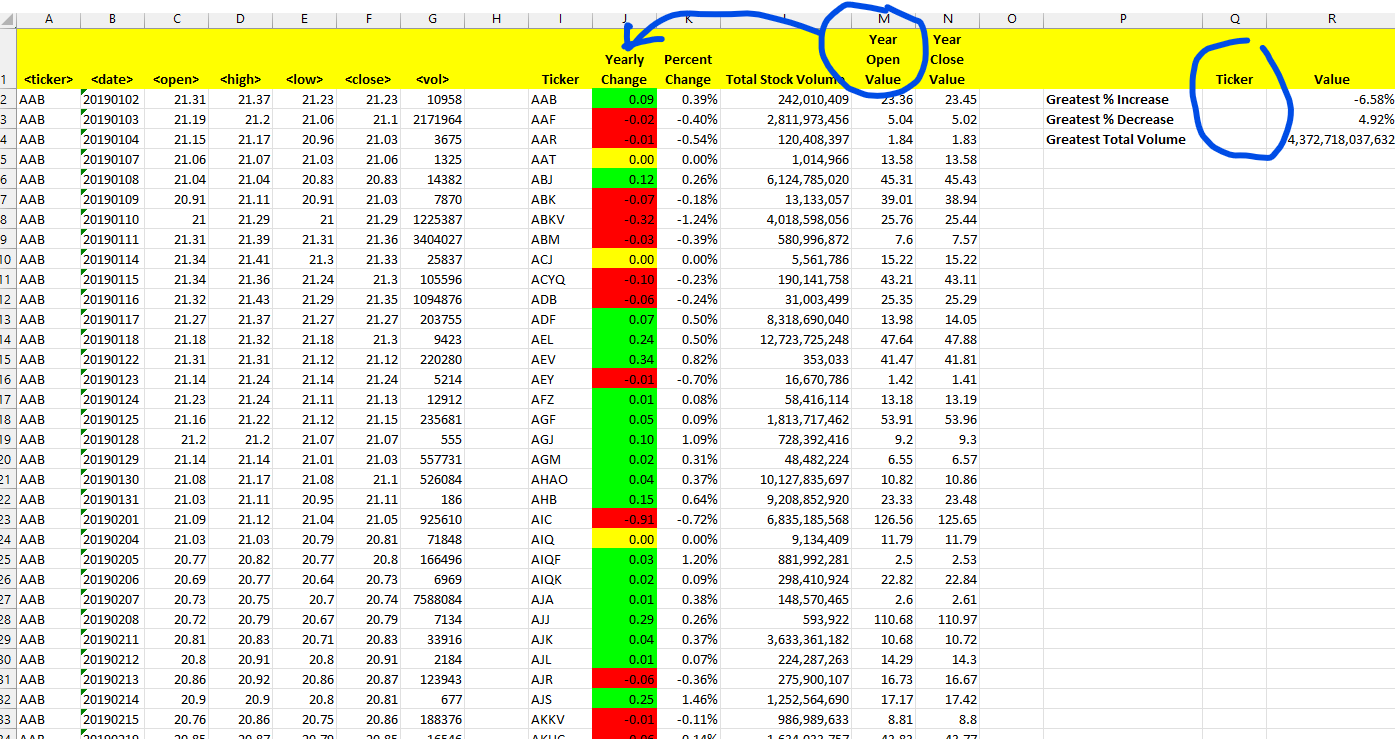 A B C D E F G H I J K M N O P Q R
Year Year
Yearly Percent Open Close
1 <ticker> <date> <open> <high> <low> <close> <vol> Ticker Change Change Total Stock Volume Value Value Ticker Value
2 AAB 20190102 21.31 21.37 21.23 21.23 10958 AAB 0.09 0.39% 242,010,409 23.36 23.45 Greatest % Increase -6.58%
3 AAB 20190103 21.19 21.2 21.06 21.1 2171964 AAF -0.02 -0.40% 2,811,973,456 5.04 5.02 Greatest % Decrease 4.92%
4 AAB 20190104 21.15 21.17 20.96 21.03 3675 AAR -0.01 -0.54% 120,408,397 1.84 1.83 Greatest Total Volume 4,372,718,037,632
5 AAB 20190107 21.06 21.07 21.03 21.06 1325 AAT 0.00 0.00% 1,014,966 13.58 13.58
6 AAB 20190108 21.04 21.04 20.83 20.83 14382 ABJ 0.12 0.26% 6,124,785,020 45.31 45.43
7 AAB 20190109 20.91 21.11 20.91 21.03 7870 ABK -0.07 -0.18% 13,133,057 39.01 38.94
8 AAB 20190110 21 21.29 21 21.29 1225387 ABKV -0.32 -1.24% 4,018,598,056 25.76 25.44
9 AAB 20190111 21.31 21.39 21.31 21.36 3404027 ABM -0.03 -0.39% 580,996,872 7.6 7.57
10 AAB 20190114 21.34 21.41 21.3 21.33 25837 ACJ 0.00 0.00% 5,561,786 15.22 15.22
11 AAB 20190115 21.34 21.36 21.24 21.3 105596 ACYQ -0.10 -0.23% 190,141,758 43.21 43.11
12 AAB 20190116 21.32 21.43 21.29 21.35 1094876 ADB -0.06 -0.24% 31,003,499 25.35 25.29
13 AAB 20190117 21.27 21.37 21.27 21.27 203755 ADF 0.07 0.50% 8,318,690,040 13.98 14.05
14 AAB 20190118 21.18 21.32 21.18 21.3 9423 AEL 0.24 0.50% 12,723,725,248 47.64 47.88
15 AAB 20190122 21.31 21.31 21.12 21.12 220280 AEV 0.34 0.82% 353,033 41.47 41.81
16 AAB 20190123 21.14 21.24 21.14 21.24 5214 AEY -0.01 -0.70% 16,670,786 1.42 1.41
17 AAB 20190124 21.23 21.24 21.11 21.13 12912 AFZ 0.01 0.08% 58,416,114 13.18 13.19
18 AAB 20190125 21.16 21.22 21.12 21.15 235681 AGF 0.05 0.09% 1,813,717,462 53.91 53.96
19 AAB 20190128 21.2 21.2 21.07 21.07 555 AGJ 0.10 1.09% 728,392,416 9.2 9.3
20 AAB 20190129 21.14 21.14 21.01 21.03 557731 AGM 0.02 0.31% 48,482,224 6.55 6.57
21 AAB 20190130 21.08 21.17 21.08 21.1 526084 AHAO 0.04 0.37% 10,127,835,697 10.82 10.86
22 AAB 20190131 21.03 21.11 20.95 21.11 186 AHB 0.15 0.64% 9,208,852,920 23.33 23.48
23 AAB 20190201 21.09 21.12 21.04 21.05 925610 AIC -0.91 -0.72% 6,835,185,568 126.56 125.65
24 AAB 20190204 21.03 21.03 20.79 20.81 71848 AIQ 0.00 0.00% 9,134,409 11.79 11.79
25 AAB 20190205 20.77 20.82 20.77 20.8 166496 AIQF 0.03 1.20% 881,992,281 2.5 2.53
26 AAB 20190206 20.69 20.77 20.64 20.73 6969 AIQK 0.02 0.09% 298,410,924 22.82 22.84
27 AAB 20190207 20.73 20.75 20.7 20.74 7588084 AJA 0.01 0.38% 148,570,465 2.6 2.61
28 AAB 20190208 20.72 20.79 20.67 20.79 7134 AJJ 0.29 0.26% 593,922 110.68 110.97
29 AAB 20190211 20.81 20.83 20.71 20.83 33916 AJK 0.04 0.37% 3,633,361,182 10.68 10.72
30 AAB 20190212 20.8 20.91 20.8 20.91 2184 AJL 0.01 0.07% 224,287,263 14.29 14.3
31 AAB 20190213 20.86 20.92 20.86 20.87 123943 AJR -0.06 -0.36% 275,900,107 16.73 16.67
32 AAB 20190214 20.9 20.9 20.8 20.81 677 AJS 0.25 1.46% 1,252,564,690 17.17 17.42
33 AAB 20190215 20.76 20.86 20.75 20.86 188376 AKKV -0.01 -0.11% 986,989,633 8.81 8.8